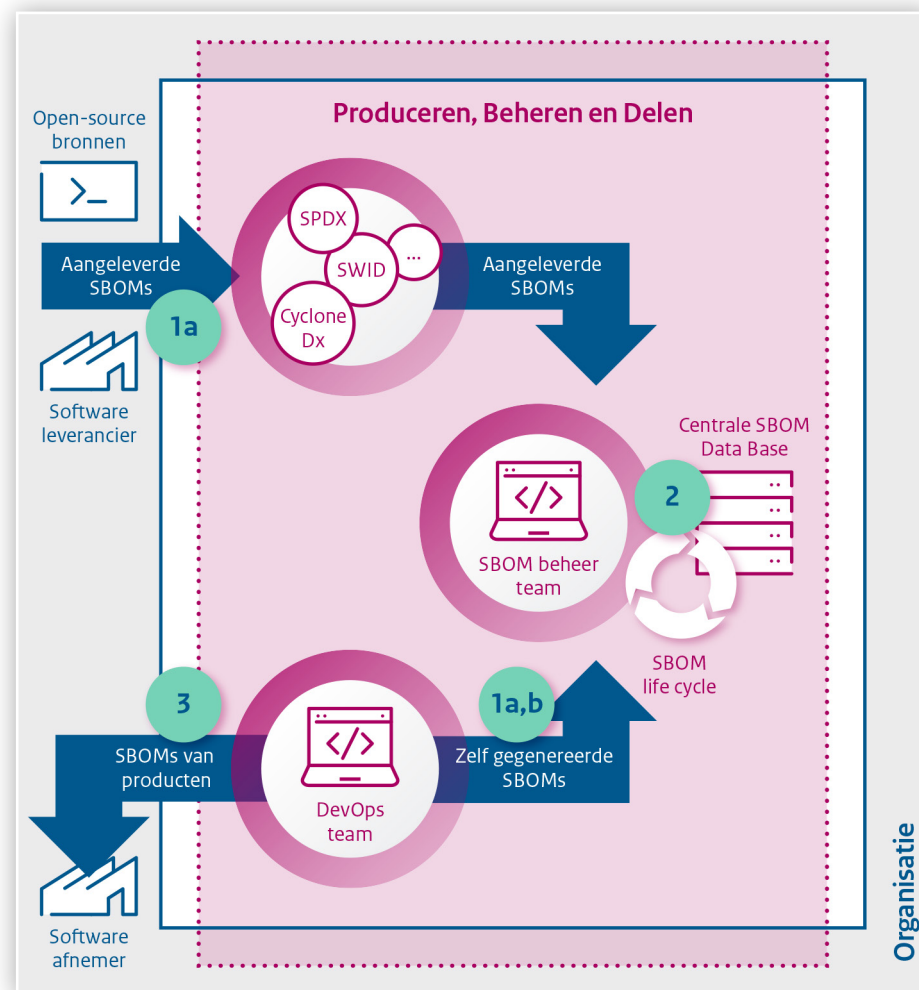 Produceren, Beheren en Delen
Open-source
bronnen
>_
Aangeleverde
SBOMs
1a
Software
leverancier
SPDX
SWID
...
Cyclone
Dx
Aangeleverde
SBOMs
Centrale SBOM
Data Base
2
</>
SBOM beheer
team
SBOM
life cycle
3
SBOMs van
producten
</>
DevOps
team
1a,b
Zelf gegenereerde
SBOMs
Software
afnemer
Organisatie